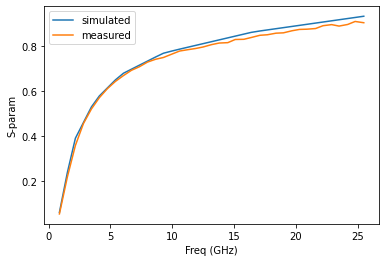 simulated
measured
0.8
0.6
0.4
0.2
S-param
0 5 10 15 20 25
Freq (GHz)